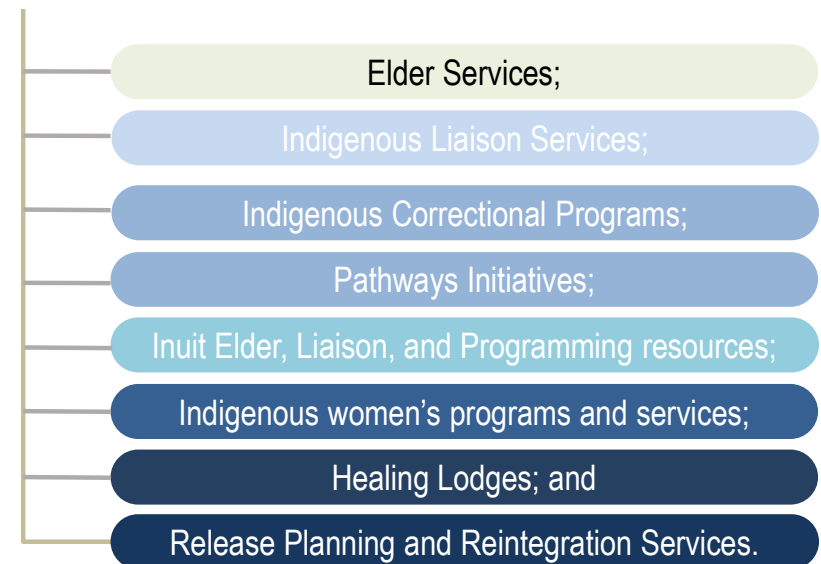 Elder Services;
Indigenous Liaison Services;
Indigenous Correctional Programs;
Pathways Initiatives;
Inuit Elder, Liaison, and Programming resources;
Indigenous women’s programs and services;
Healing Lodges; and
Release Planning and Reintegration Services.